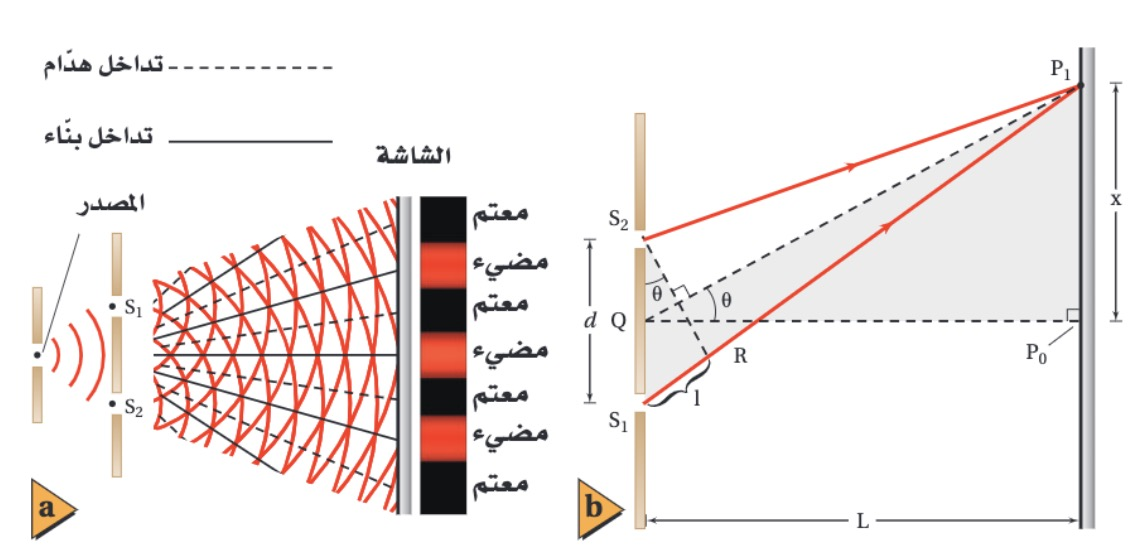 تداخل هدّام
تداخل بنّاء
الشاشة
المصدر
معتم
مضيء
معتم
مضيء
معتم
مضيء
معتم
S₁
S₂
a
P₁
x
S₂
θ
θ
d
Q
R
P₀
l
S₁
L
b